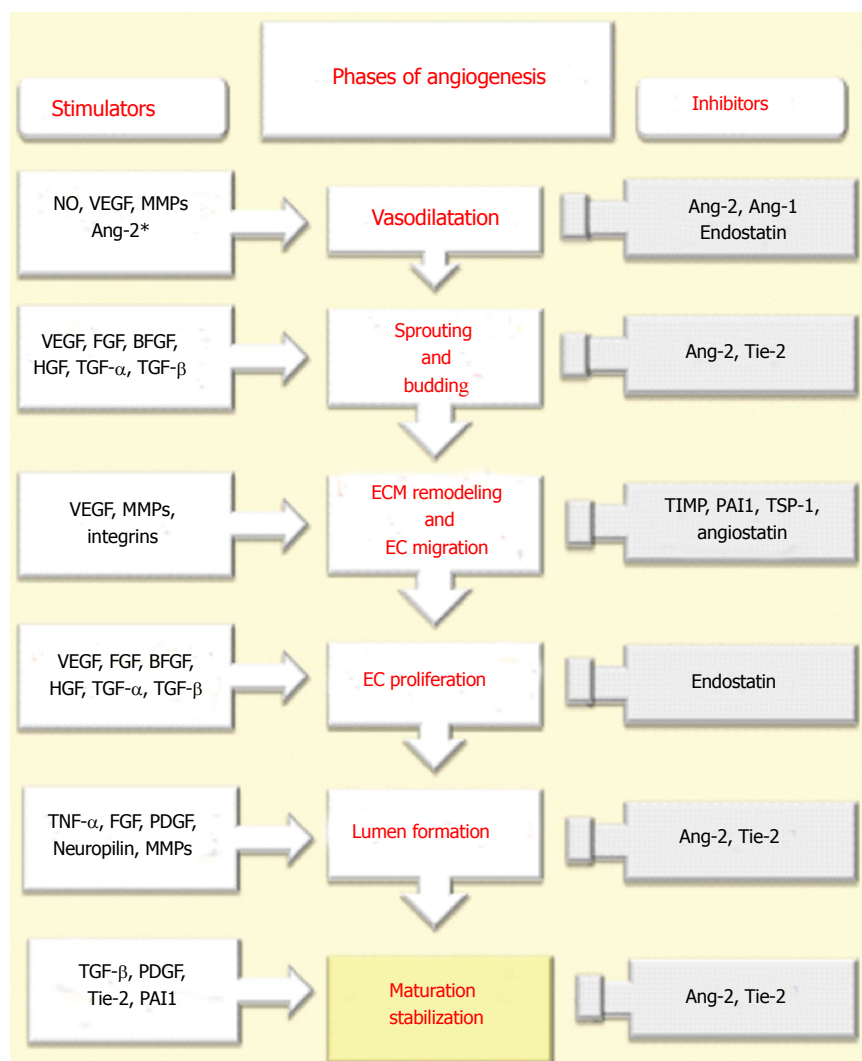 Phases of angiogenesis
Stimulators
Inhibitors
NO, VEGF, MMPs
Ang-2*
Vasodilatation
Ang-2, Ang-1
Endostatin
VEGF, FGF, BFGF,
HGF, TGF-α, TGF-β
Sprouting
and
budding
Ang-2, Tie-2
VEGF, MMPs,
integrins
ECM remodeling
and
EC migration
TIMP, PAI1, TSP-1,
angiostatin
VEGF, FGF, BFGF,
HGF, TGF-α, TGF-β
EC proliferation
Endostatin
TNF-α, FGF, PDGF,
Neuropilin, MMPs
Lumen formation
Ang-2, Tie-2
TGF-β, PDGF,
Tie-2, PAI1
Maturation
stabilization
Ang-2, Tie-2